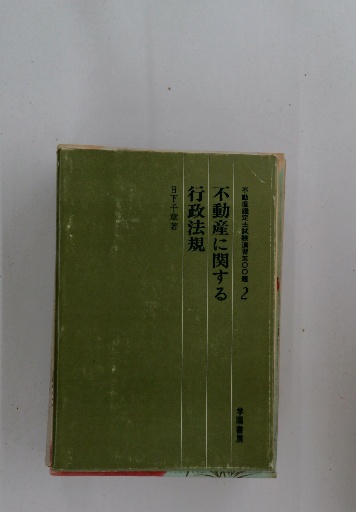 不動産鑑定士試験演習五〇〇題 2
不動産に関する
行政法規
日下千章著
学陽書房